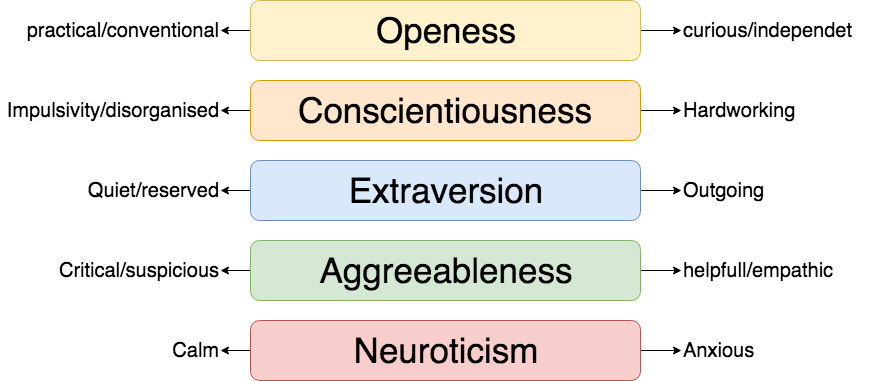 practical/conventional Openess curious/independet
Impulsivity/disorganised Conscientiousness Hardworking
Quiet/reserved Extraversion Outgoing
Critical/suspicious Aggreeableness helpfull/empathic
Calm Neuroticism Anxious